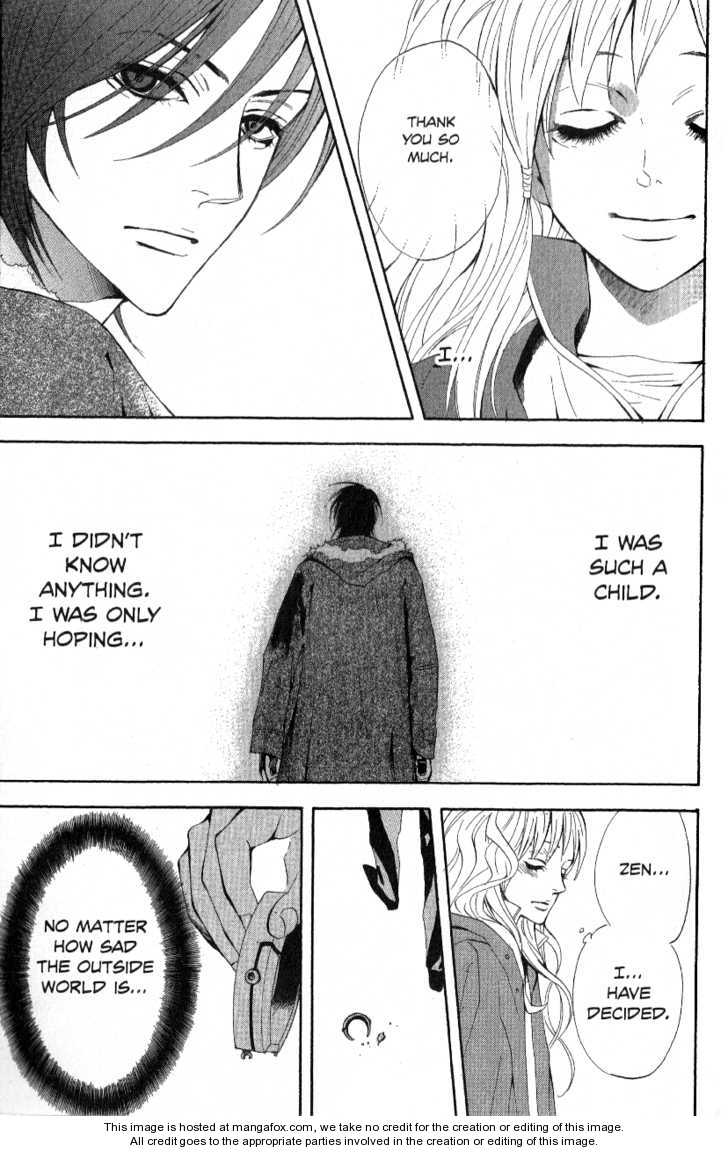 THANK
YOU SO
MUCH.
I...
I WAS
SUCH A
CHILD.
I DIDN'T
KNOW
ANYTHING.
I WAS ONLY
HOPING...
ZEN...
I...
HAVE
DECIDED.
NO MATTER
HOW SAD
THE OUTSIDE
WORLD IS...
This image is hosted at mangafox.com, we take no credit for the creation or editing of this image.
All credit goes to the appropriate parties involved in the creation or editing of this image.